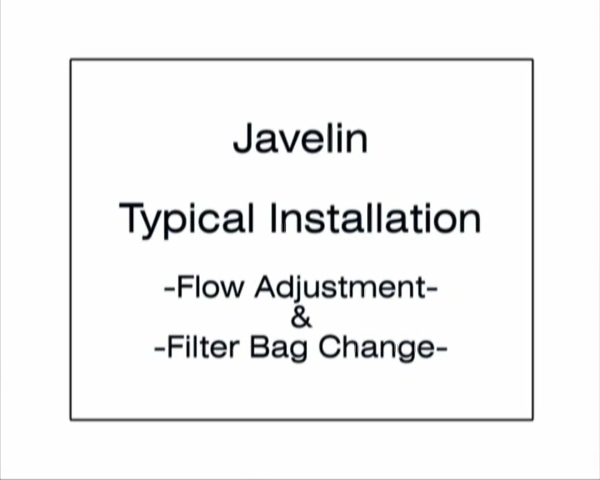 Javelin
Typical Installation
-Flow Adjustment-
&
-Filter Bag Change-